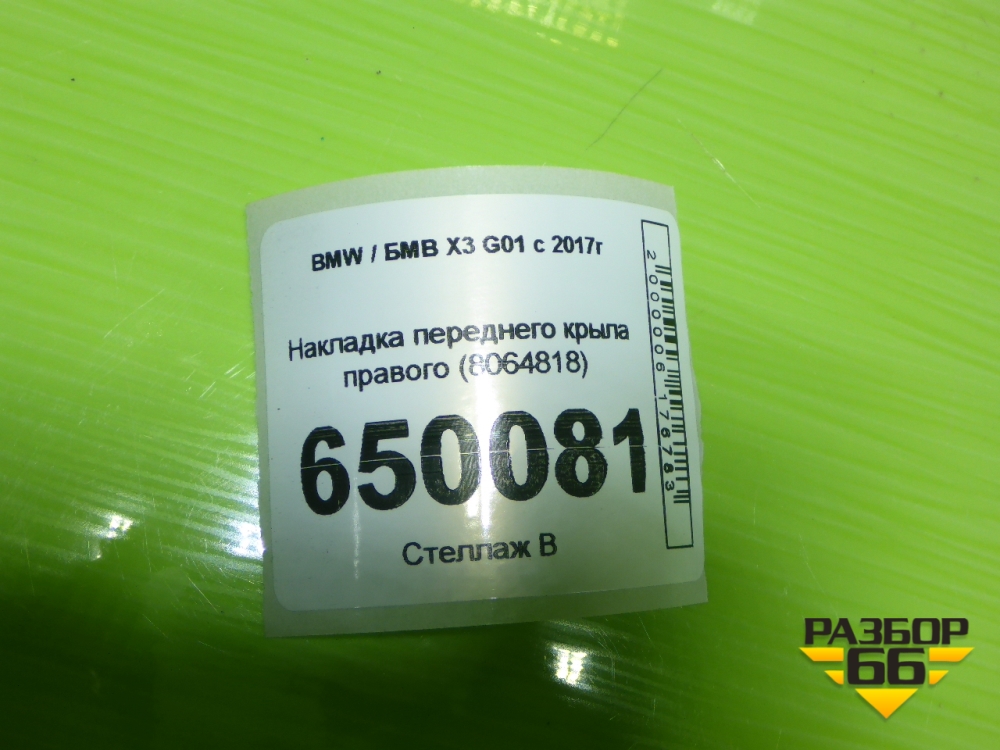 BMW / БМВ X3 G01 с 2017г
Накладка переднего крыла
правого (8064818)
650081
Стеллаж В
2000006176783
РАЗБОР
66